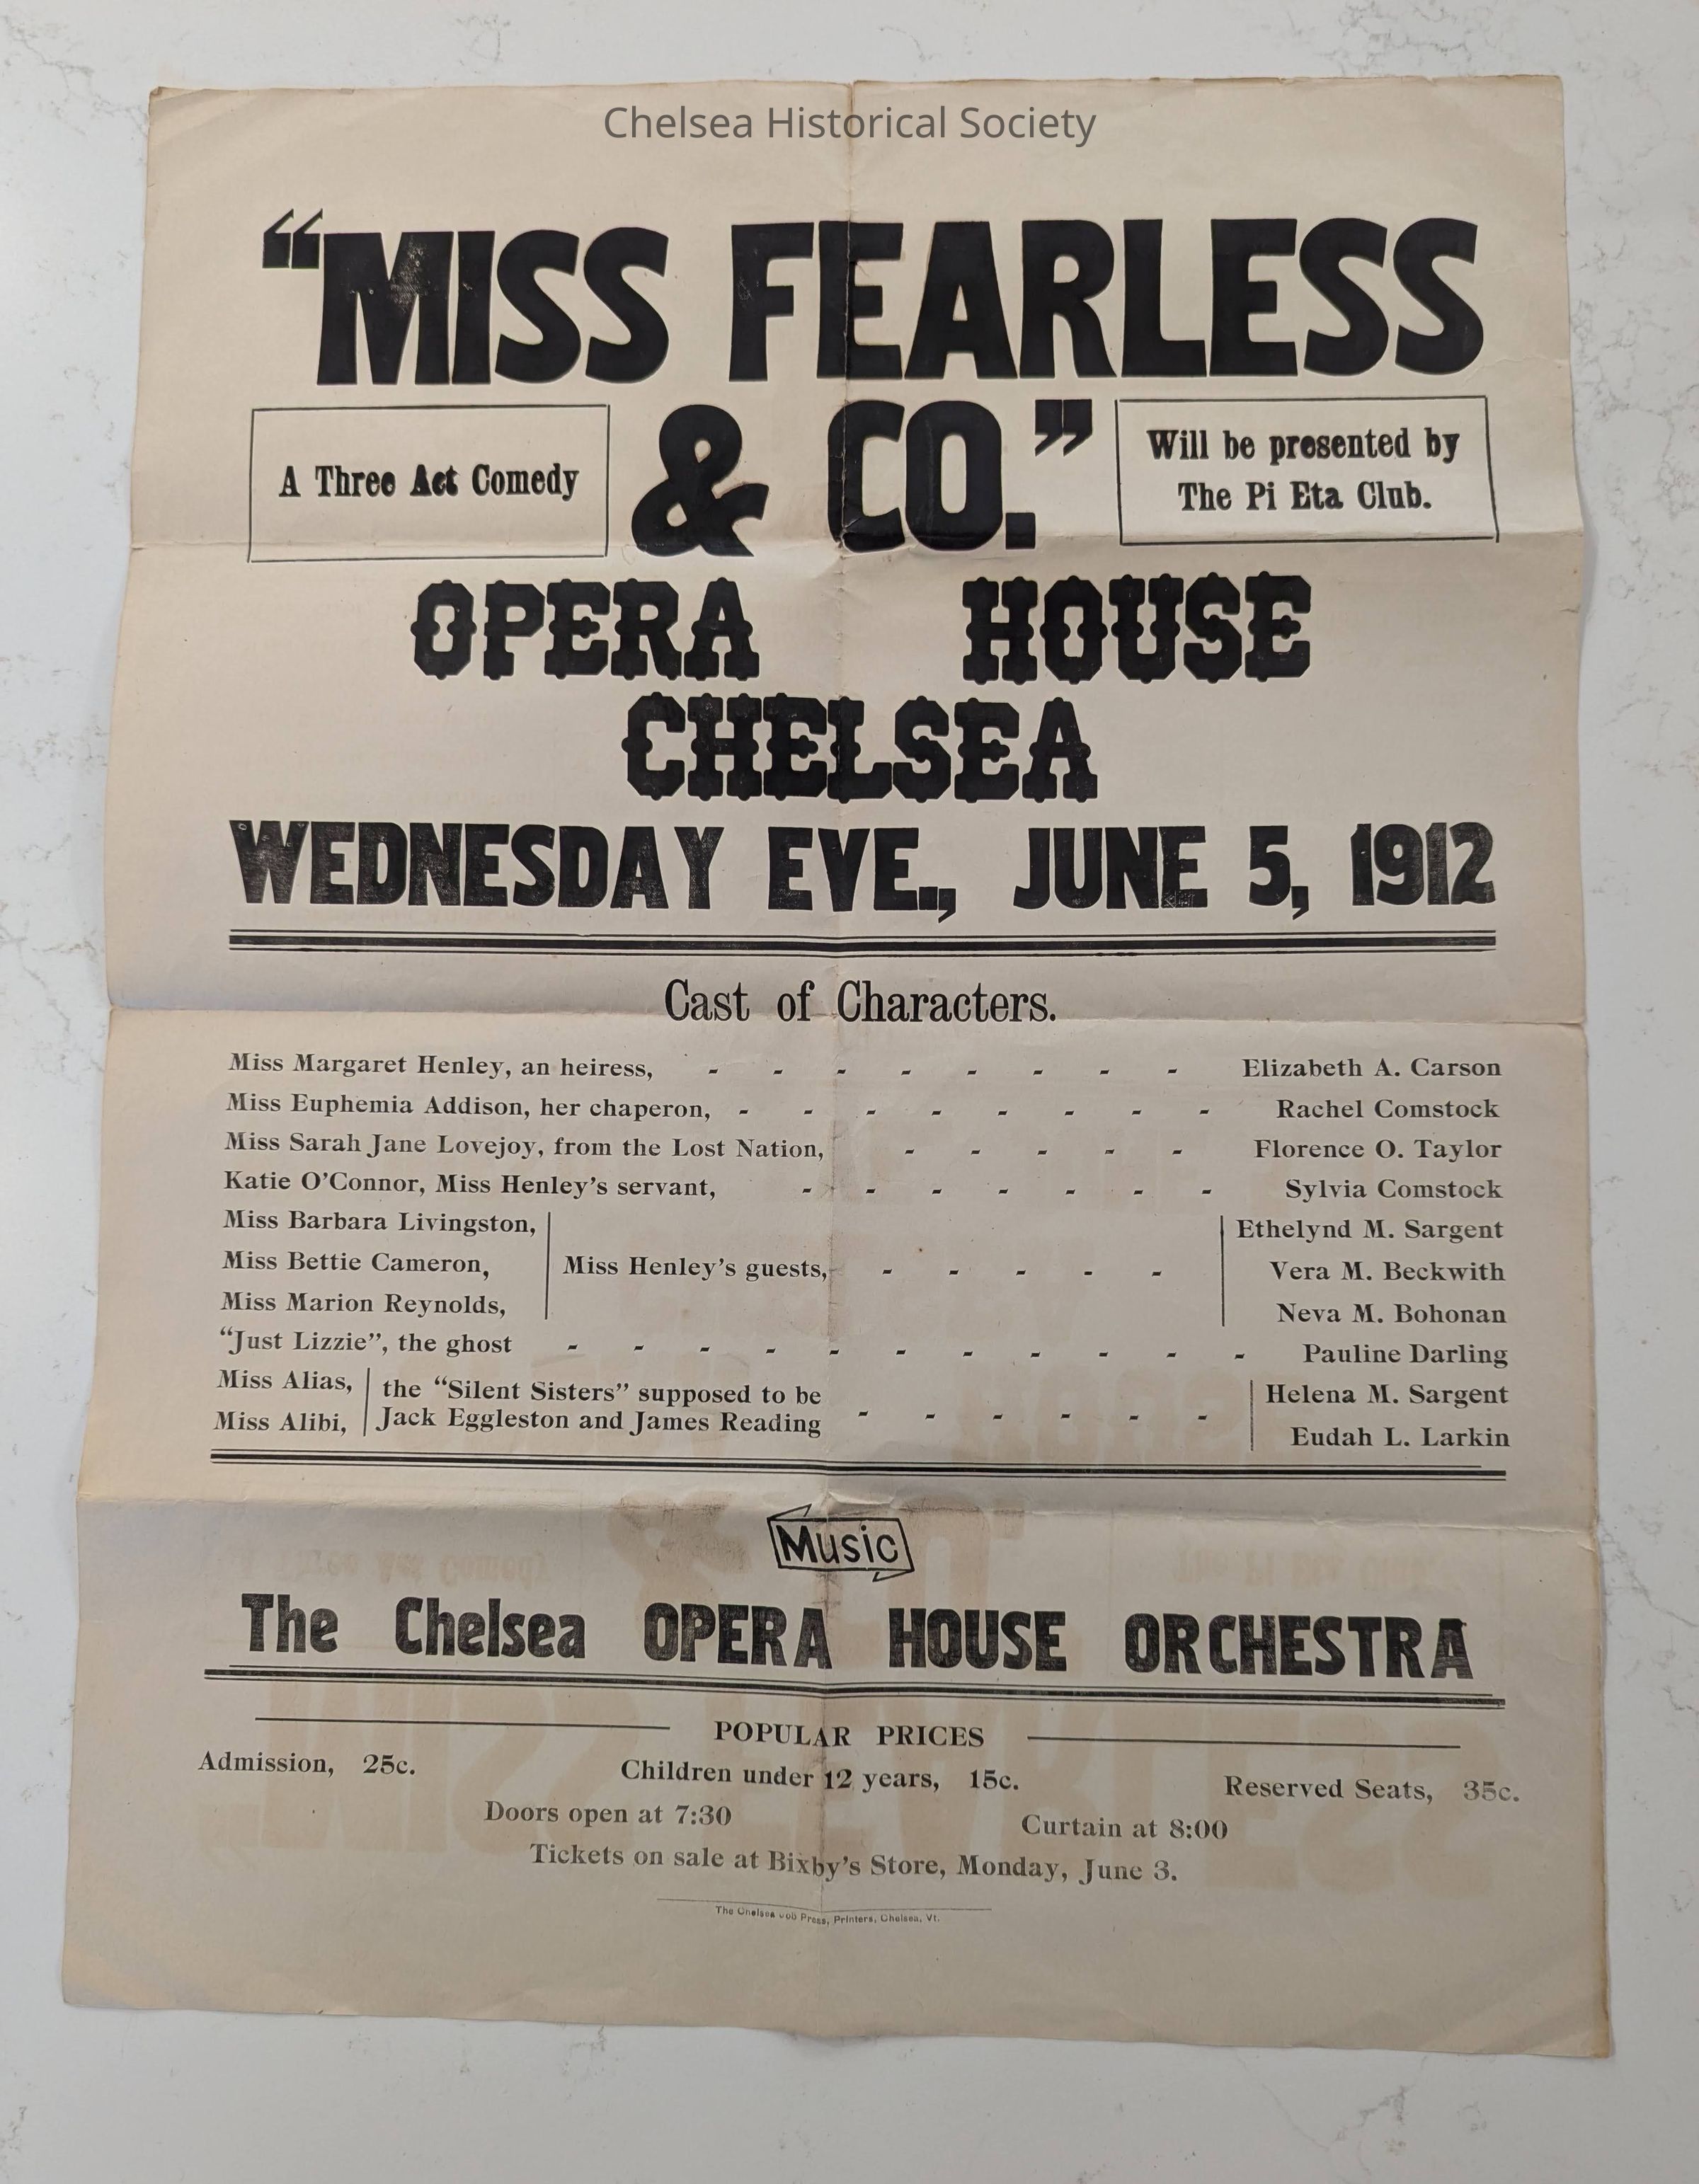 Chelsea Historical Society
“MISS FEARLESS
& CO.”
A Three Act Comedy
Will be presented by
The Pi Eta Club.
OPERA HOUSE
CHELSEA
WEDNESDAY EVE., JUNE 5, 1912
Cast of Characters.
Miss Margaret Henley, an heiress, - - - - - - - - Elizabeth A. Carson
Miss Euphemia Addison, her chaperon, - - - - - - - - Rachel Comstock
Miss Sarah Jane Lovejoy, from the Lost Nation, - - - - - Florence O. Taylor
Katie O’Connor, Miss Henley’s servant, - - - - - - - Sylvia Comstock
Miss Barbara Livingston, Ethelynd M. Sargent
Miss Bettie Cameron, Miss Henley’s guests, - - - - - Vera M. Beckwith
Miss Marion Reynolds, Neva M. Bohonan
“Just Lizzie”, the ghost - - - - - - - - - - - Pauline Darling
Miss Alias, the “Silent Sisters” supposed to be Helena M. Sargent
Miss Alibi, Jack Eggleston and James Reading - - - - - - Eudah L. Larkin
Music
The Chelsea OPERA HOUSE ORCHESTRA
POPULAR PRICES
Admission, 25c. Children under 12 years, 15c. Reserved Seats, 35c.
Doors open at 7:30 Curtain at 8:00
Tickets on sale at Bixby’s Store, Monday, June 3.
The Chelsea Job Press, Printers, Chelsea, Vt.